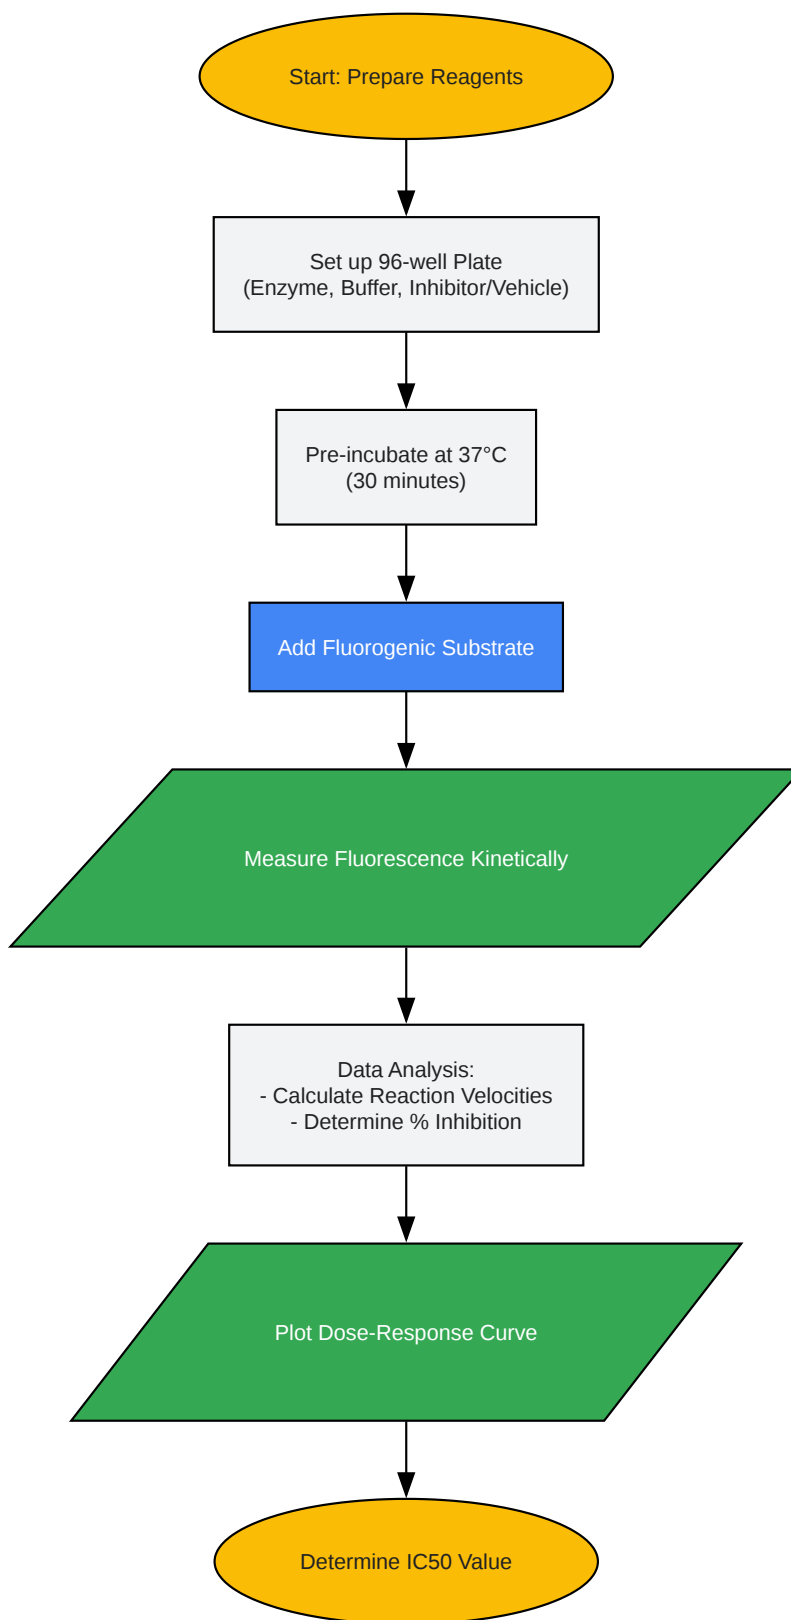 Start: Prepare Reagents
Set up 96-well Plate
(Enzyme, Buffer, Inhibitor/Vehicle)
Pre-incubate at 37°C
(30 minutes)
Add Fluorogenic Substrate
Measure Fluorescence Kinetically
Data Analysis:
- Calculate Reaction Velocities
- Determine % Inhibition
Plot Dose-Response Curve
Determine IC50 Value